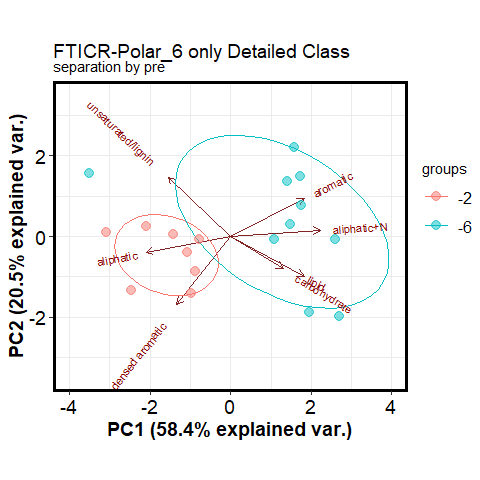 FTICR-Polar_6 only Detailed Class
separation by pre
unsaturated/lignin
aromatic
aliphatic+N
aliphatic
lipid
carbohydrate
densed aromatic
2
0
-2
-4
-2
0
2
4
PC1 (58.4% explained var.)
PC2 (20.5% explained var.)
groups
-2
-6